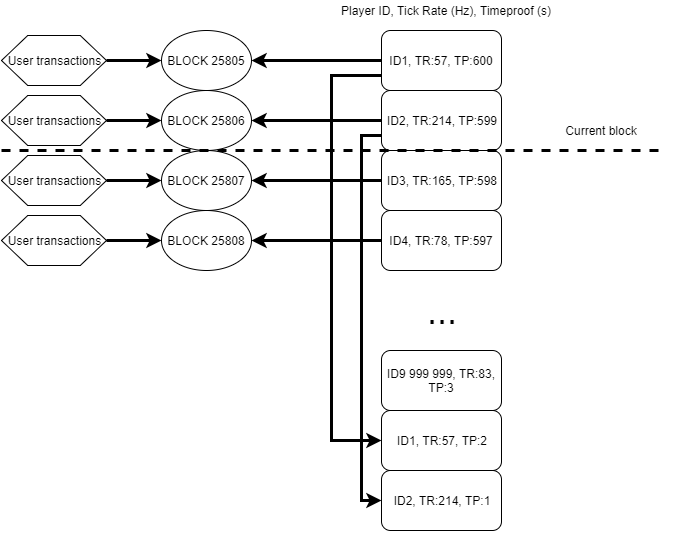 Player ID, Tick Rate (Hz), Timeproof (s)
User transactions
BLOCK 25805
ID1, TR:57, TP:600
User transactions
BLOCK 25806
ID2, TR:214, TP:599
Current block
User transactions
BLOCK 25807
ID3, TR:165, TP:598
User transactions
BLOCK 25808
ID4, TR:78, TP:597
...
ID9 999 999, TR:83,
TP:3
ID1, TR:57, TP:2
ID2, TR:214, TP:1